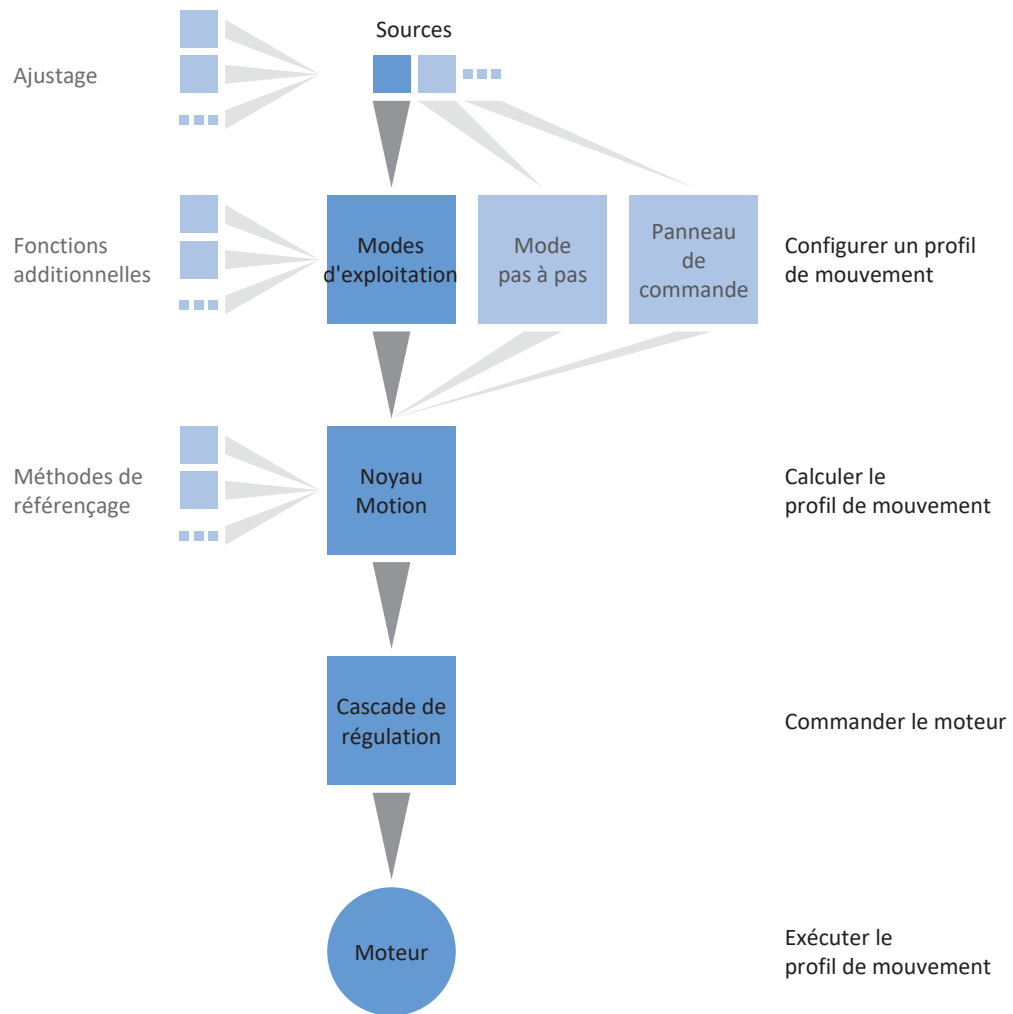 Sources
Ajustage
Fonctions
additionnelles
Modes
d'exploitation
Mode
pas à pas
Panneau
de
commande
Configurer un profil
de mouvement
Méthodes de
référençage
Noyau
Motion
Calculer le
profil de mouvement
Cascade de
régulation
Commander le moteur
Moteur
Exécuter le
profil de mouvement